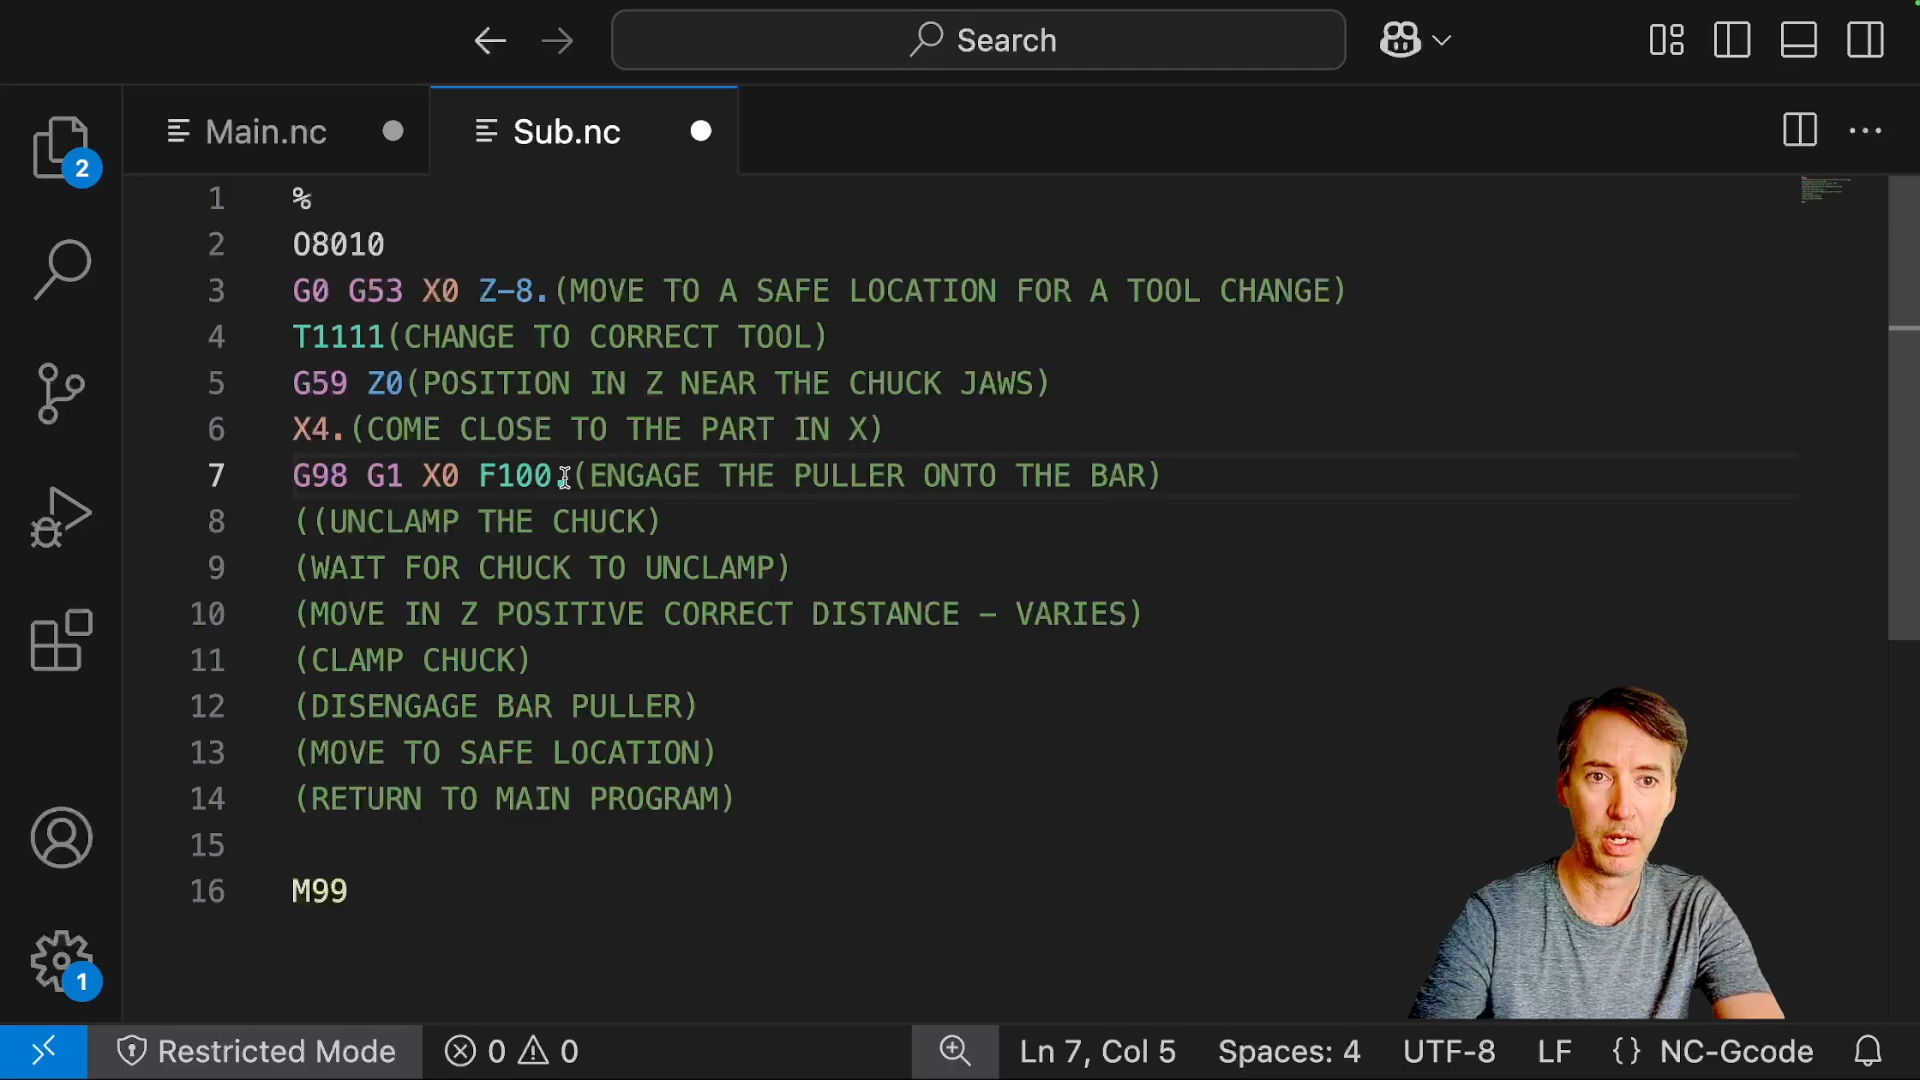 Search
Main.nc
Sub.nc
2
1 %
2 O8010
3 G0 G53 X0 Z-8.(MOVE TO A SAFE LOCATION FOR A TOOL CHANGE)
4 T1111(CHANGE TO CORRECT TOOL)
5 G59 Z0(POSITION IN Z NEAR THE CHUCK JAWS)
6 X4.(COME CLOSE TO THE PART IN X)
7 G98 G1 X0 F100.(ENGAGE THE PULLER ONTO THE BAR)
8 ((UNCLAMP THE CHUCK)
9 (WAIT FOR CHUCK TO UNCLAMP)
10 (MOVE IN Z POSITIVE CORRECT DISTANCE - VARIES)
11 (CLAMP CHUCK)
12 (DISENGAGE BAR PULLER)
13 (MOVE TO SAFE LOCATION)
14 (RETURN TO MAIN PROGRAM)
15
16 M99
1
Restricted Mode 0 0 Ln 7, Col 5 Spaces: 4 UTF-8 LF {} NC-Gcode